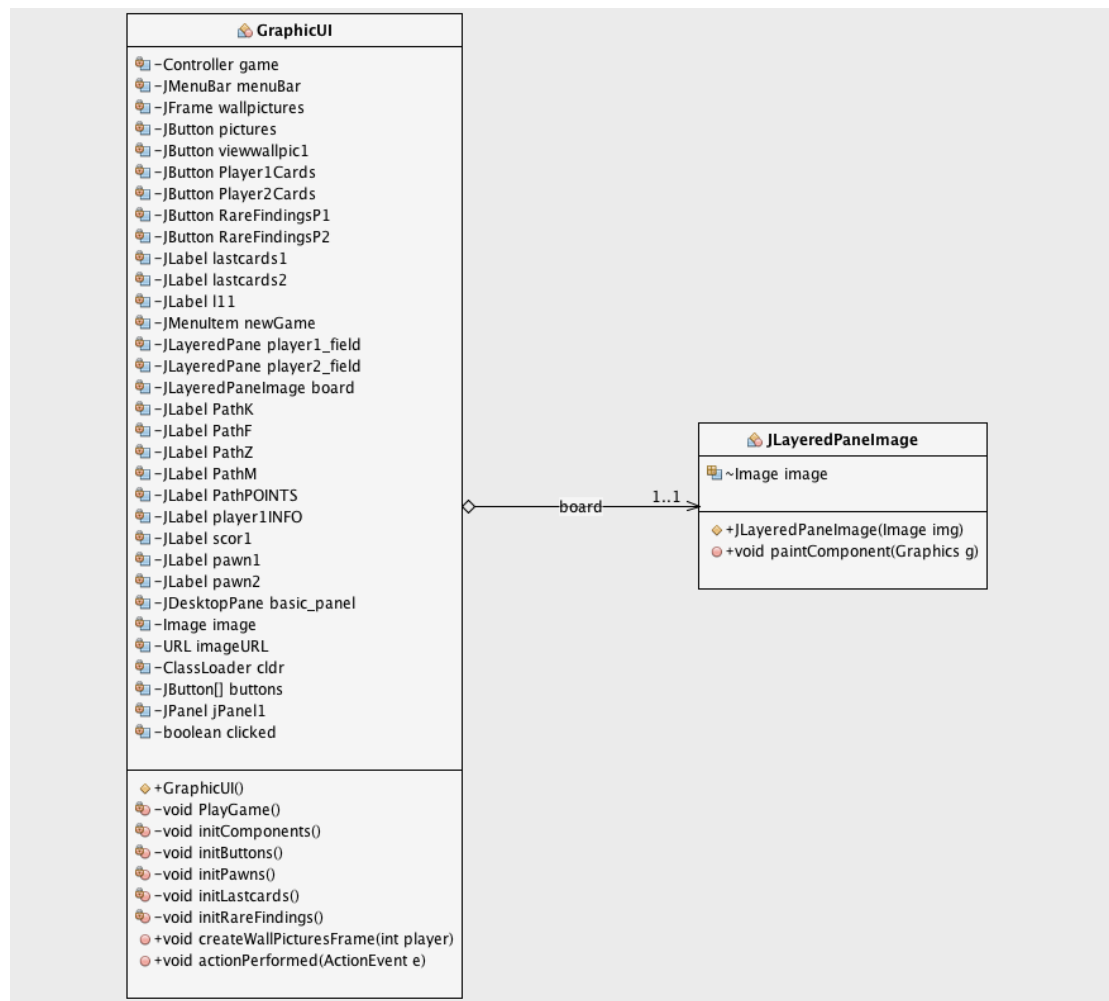 GraphicUI
-Controller game
-JMenuBar menuBar
-JFrame wallpictures
-JButton pictures
-JButton viewwallpic1
-JButton Player1Cards
-JButton Player2Cards
-JButton RareFindingsP1
-JButton RareFindingsP2
-JLabel lastcards1
-JLabel lastcards2
-JLabel l11
-JMenuItem newGame
-JLayeredPane player1_field
-JLayeredPane player2_field
-JLayeredPaneImage board
-JLabel PathK
-JLabel PathF
-JLabel PathZ
-JLabel PathM
-JLabel PathPOINTS
-JLabel player1INFO
-JLabel scor1
-JLabel pawn1
-JLabel pawn2
-JDesktopPane basic_panel
-Image image
-URL imageURL
-ClassLoader cldr
-JButton[] buttons
-JPanel jPanel1
-boolean clicked
+GraphicUI()
-void PlayGame()
-void initComponents()
-void initButtons()
-void initPawns()
-void initLastcards()
-void initRareFindings()
+void createWallPicturesFrame(int player)
+void actionPerformed(ActionEvent e)
board
1..1
JLayeredPaneImage
~Image image
+JLayeredPaneImage(Image img)
+void paintComponent(Graphics g)